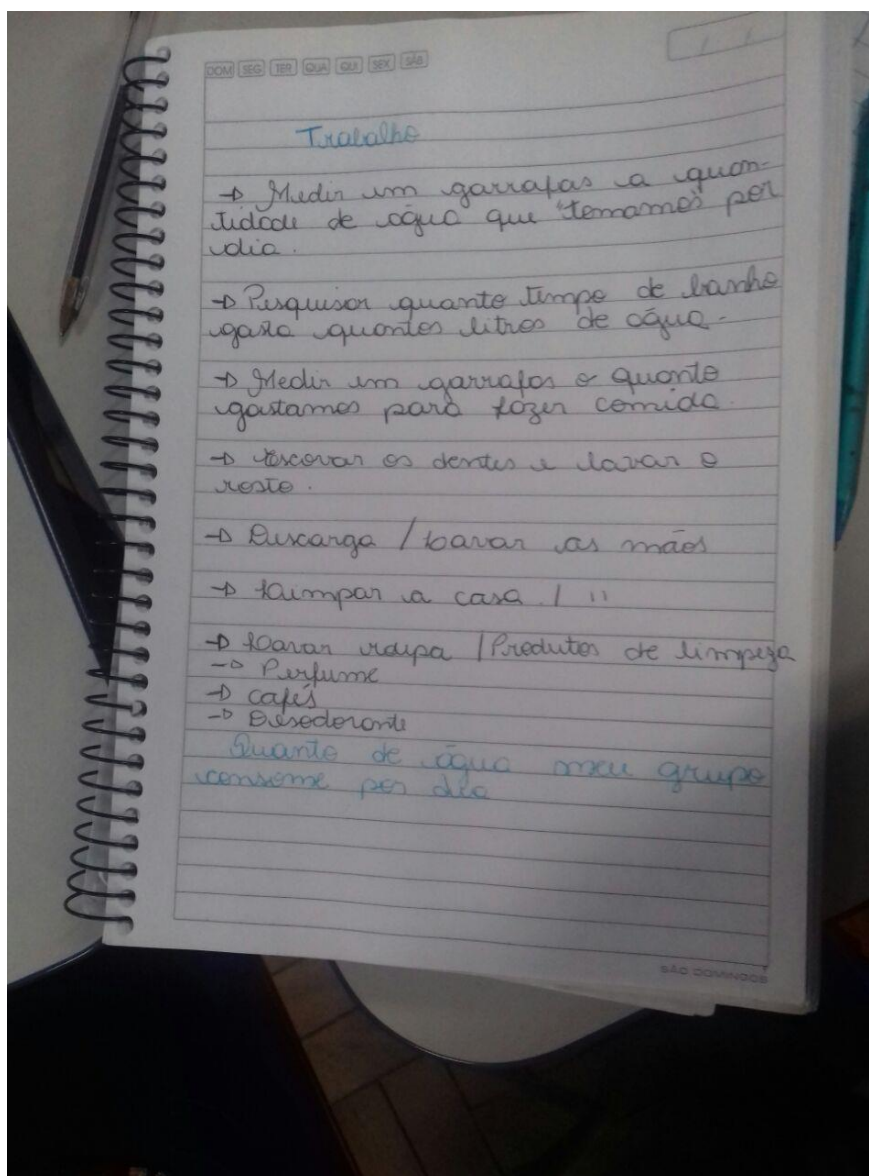 DOM SEG TER QUA QUI SEX SÁB
Trabalho
→ Medir em garrafas a quan-
tidade de água que tomamos por
dia.
→ Pesquisar quanto tempo de banho
gasta quantos litros de água.
→ Medir em garrafas o quanto
gastamos para fazer comida.
→ escovar os dentes e lavar o
rosto.
→ Descarga / Lavar as mãos
→ Limpar a casa. / 11
→ Lavar roupa / Produtos de limpeza
→ Perfume
→ cafés
→ Desodorante
Quanto de água meu grupo
consome por dia
SÃO DOMINGOS